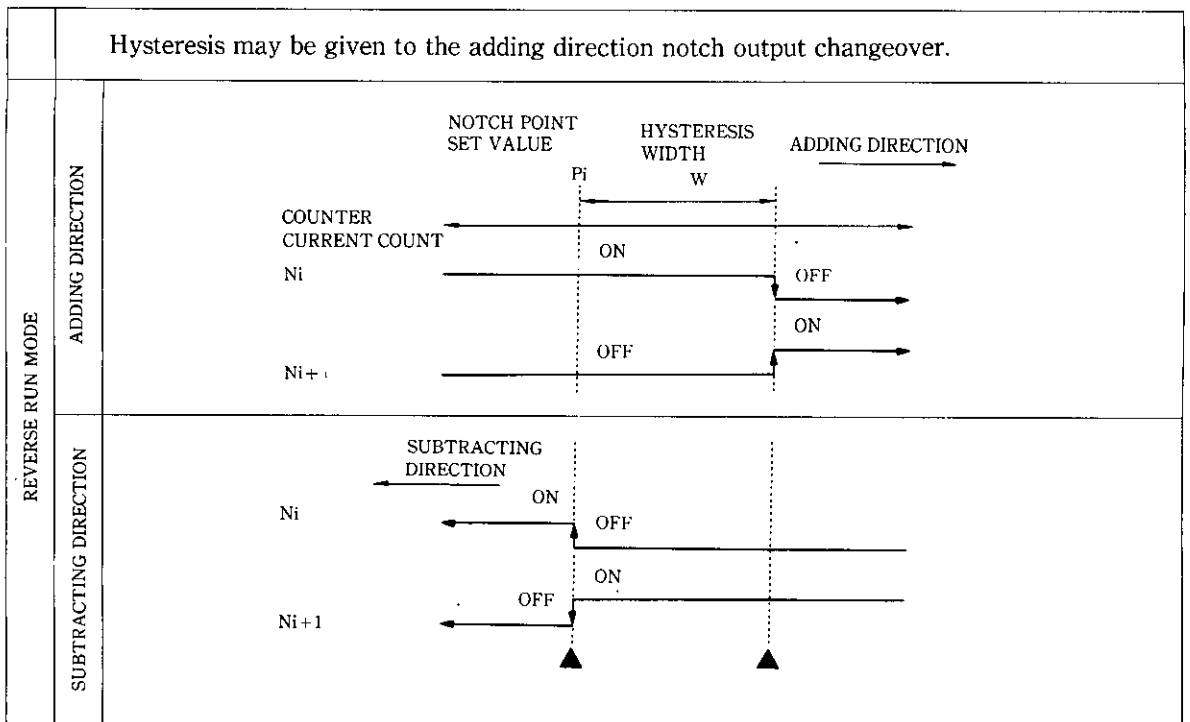 Hysteresis may be given to the adding direction notch output changeover.
REVERSE RUN MODE
ADDING DIRECTION
NOTCH POINT
SET VALUE
HYSTERESIS
WIDTH
ADDING DIRECTION
Pi
W
COUNTER
CURRENT COUNT
ON
Ni
OFF
ON
OFF
Ni+
SUBTRACTING DIRECTION
SUBTRACTING
DIRECTION
ON
Ni
OFF
ON
OFF
Ni+1